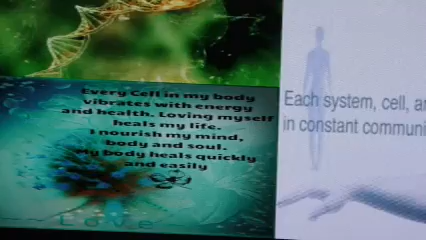 Every Cell in my body
vibrates with energy
and health. Loving myself
heals my life.
I nourish my mind,
body and soul.
My body heals quickly
and easily
Love
Each system, cell, a
in constant communi